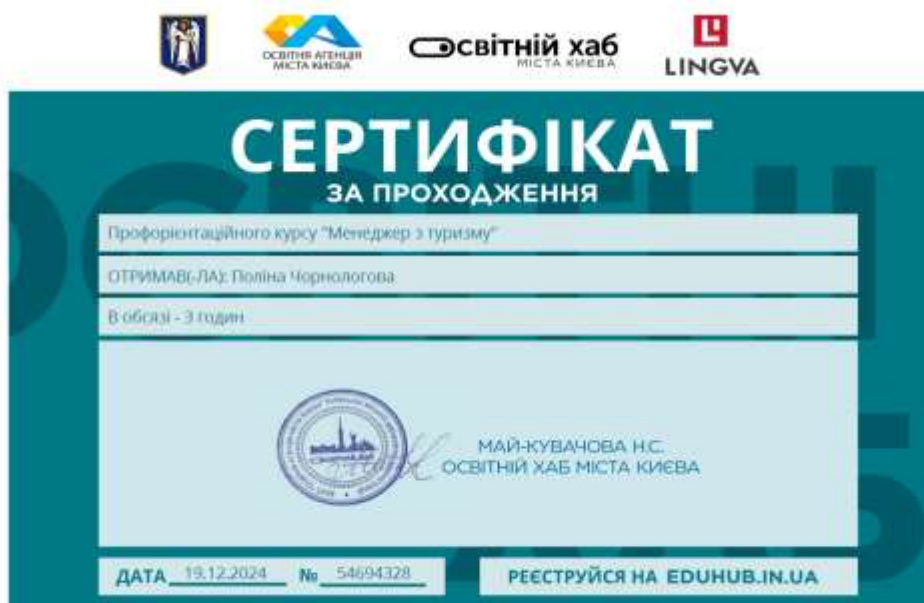 ОСВІТНЯ АГЕНЦІЯ
МІСТА КИЄВА
Освітній хаб
МІСТА КИЄВА
LINGVA
СЕРТИФІКАТ
ЗА ПРОХОДЖЕННЯ
Профорієнтаційного курсу "Менеджер з туризму"
ОТРИМАВ(-ЛА): Поліна Чорнологова
В обсязі - 3 годин
МАЙ-КУВАЧОВА Н.С.
ОСВІТНІЙ ХАБ МІСТА КИЄВА
ДАТА 19.12.2024 № 54694328
РЕЄСТРУЙСЯ НА EDUHUB.IN.UA